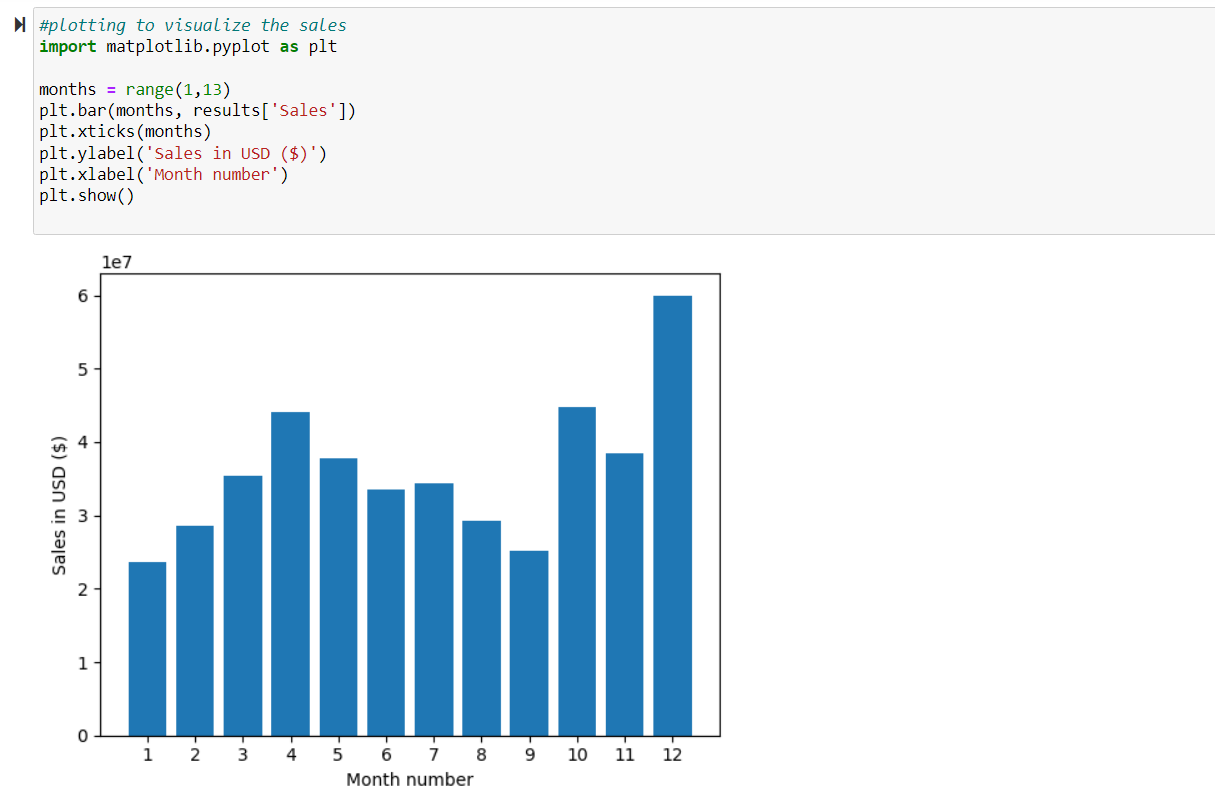 #plotting to visualize the sales
import matplotlib.pyplot as plt
months = range(1,13)
plt.bar(months, results['Sales'])
plt.xticks(months)
plt.ylabel('Sales in USD ($)')
plt.xlabel('Month number')
plt.show()
1e7
6
5
4
3
2
1
0
Sales in USD ($)
1 2 3 4 5 6 7 8 9 10 11 12
Month number